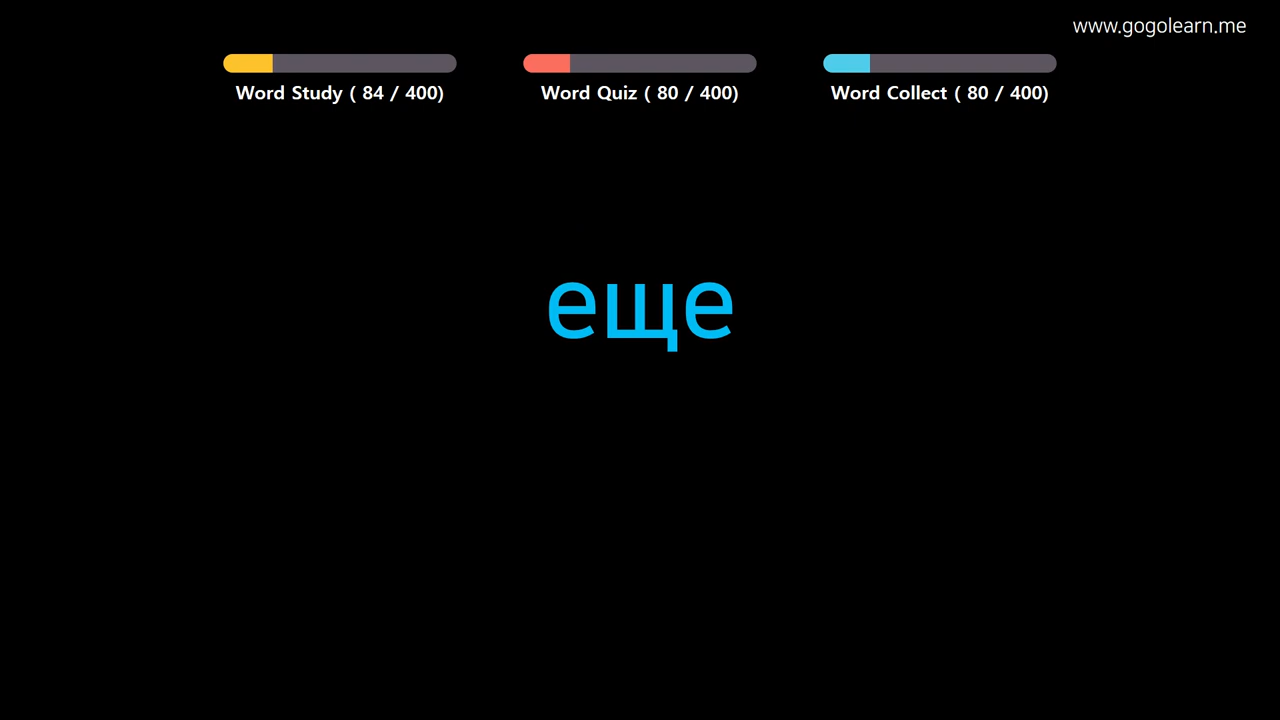 www.gogolearn.me
Word Study ( 84 / 400)
Word Quiz ( 80 / 400)
Word Collect ( 80 / 400)
еще